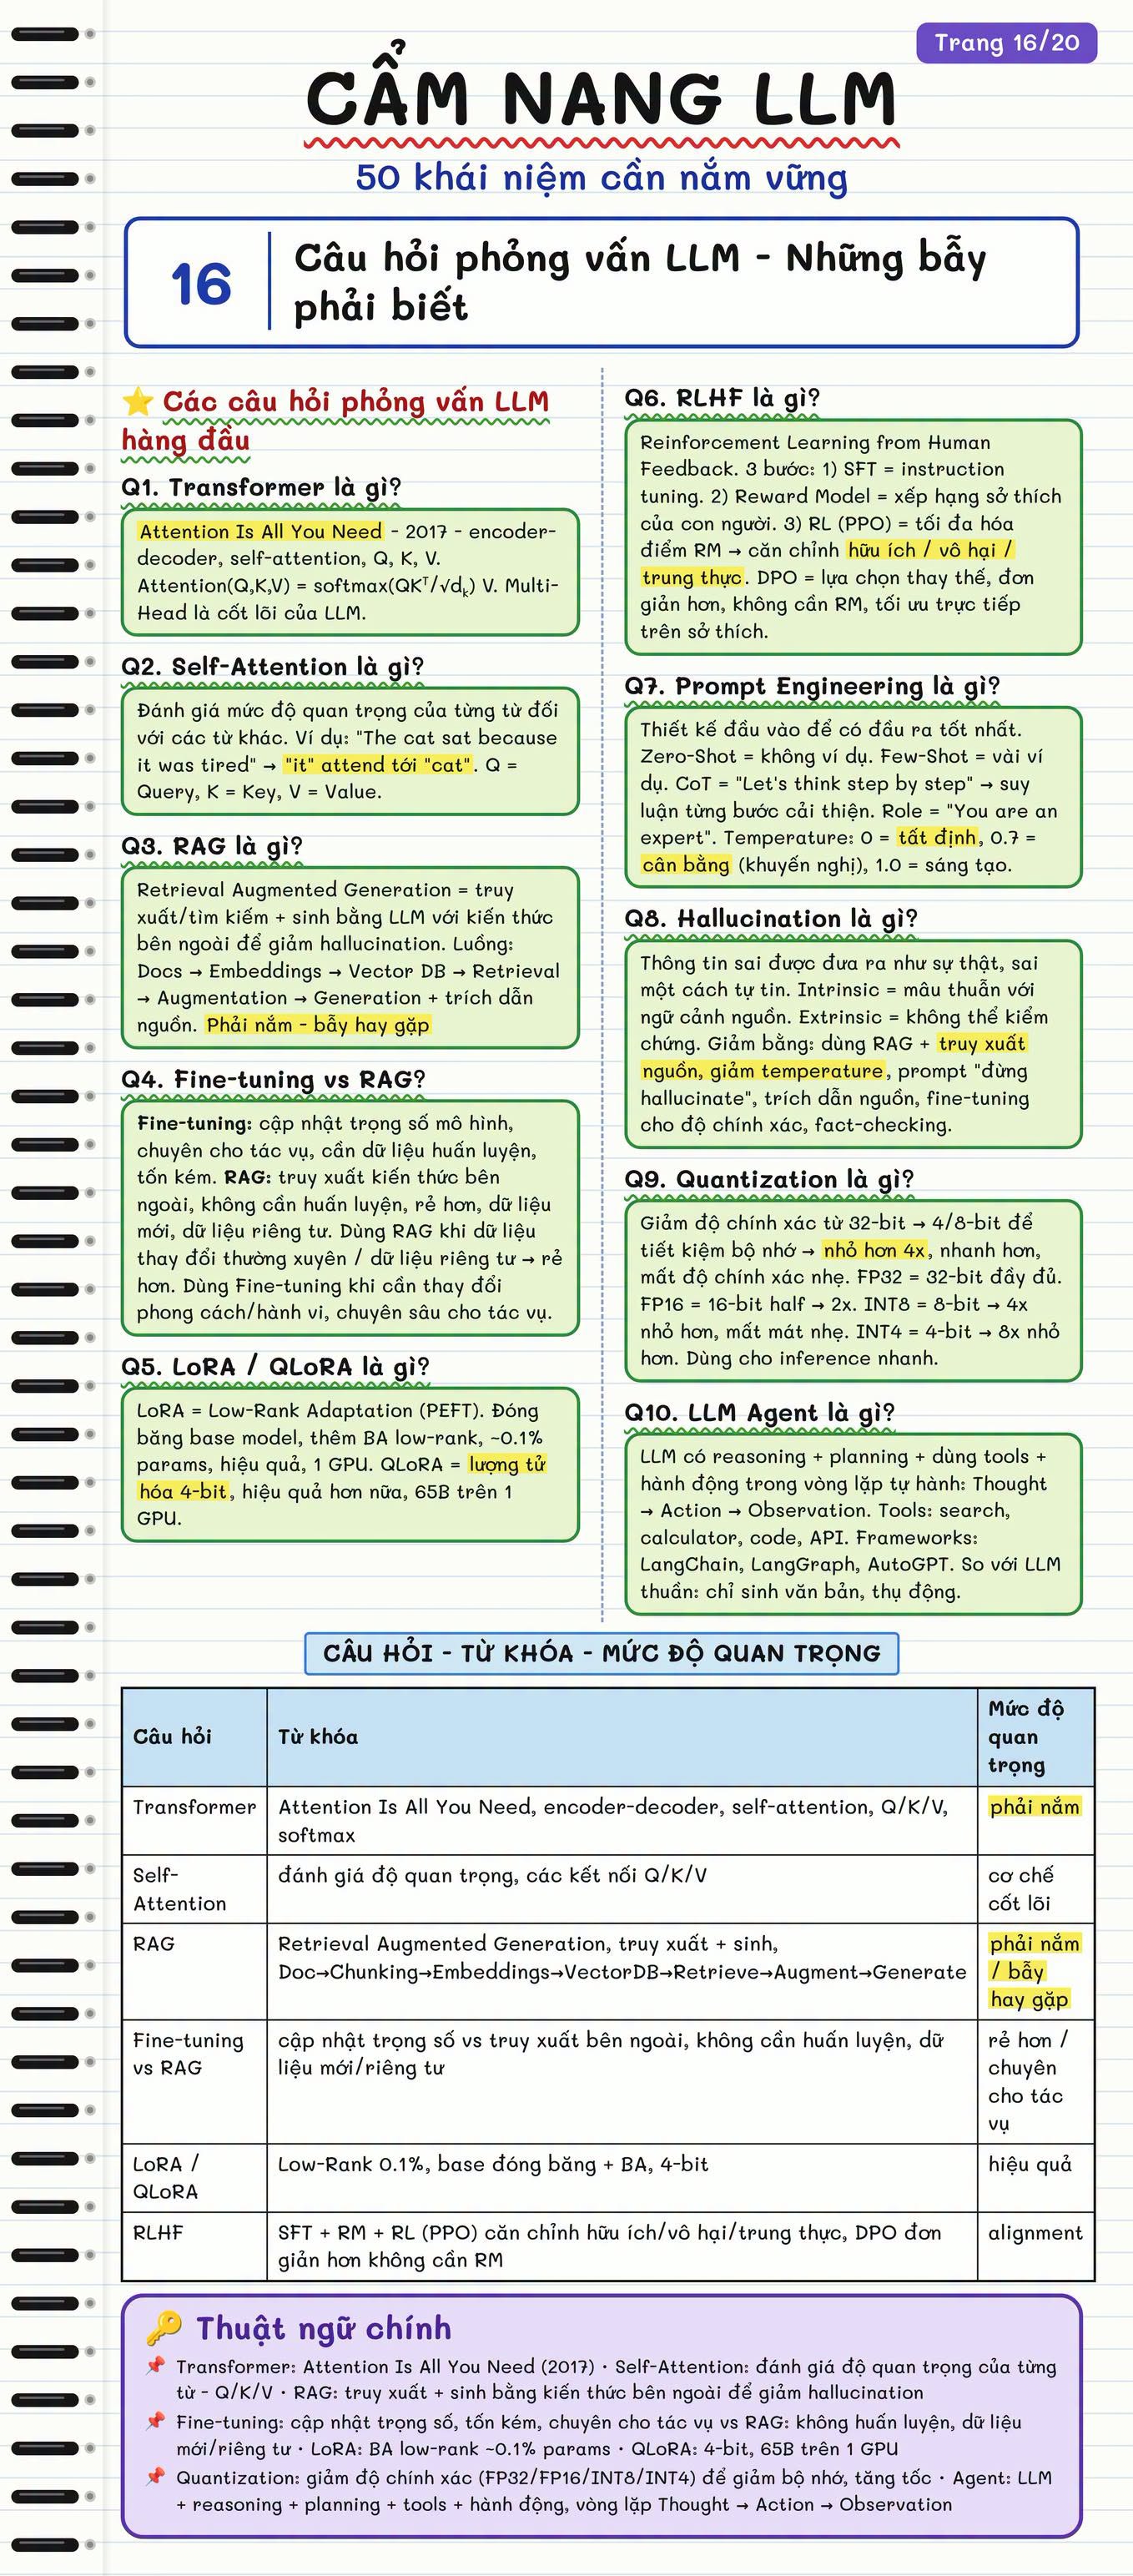 Trang 16/20
CẨM NANG LLM
50 khái niệm cần nắm vững
16
Câu hỏi phỏng vấn LLM - Những bẫy
phải biết
⭐ Các câu hỏi phỏng vấn LLM
hàng đầu
Q1. Transformer là gì?
Attention Is All You Need - 2017 - encoder-
decoder, self-attention, Q, K, V.
Attention(Q,K,V) = softmax(QKᵀ/√dₖ) V. Multi-
Head là cốt lõi của LLM.
Q2. Self-Attention là gì?
Đánh giá mức độ quan trọng của từng từ đối
với các từ khác. Ví dụ: "The cat sat because
it was tired" → "it" attend tới "cat". Q =
Query, K = Key, V = Value.
Q3. RAG là gì?
Retrieval Augmented Generation = truy
xuất/tìm kiếm + sinh bằng LLM với kiến thức
bên ngoài để giảm hallucination. Luồng:
Docs → Embeddings → Vector DB → Retrieval
→ Augmentation → Generation + trích dẫn
nguồn. Phải nắm - bẫy hay gặp
Q4. Fine-tuning vs RAG?
Fine-tuning: cập nhật trọng số mô hình,
chuyên cho tác vụ, cần dữ liệu huấn luyện,
tốn kém. RAG: truy xuất kiến thức bên
ngoài, không cần huấn luyện, rẻ hơn, dữ liệu
mới, dữ liệu riêng tư. Dùng RAG khi dữ liệu
thay đổi thường xuyên / dữ liệu riêng tư → rẻ
hơn. Dùng Fine-tuning khi cần thay đổi
phong cách/hành vi, chuyên sâu cho tác vụ.
Q5. LoRA / QLoRA là gì?
LoRA = Low-Rank Adaptation (PEFT). Đóng
băng base model, thêm BA low-rank, ~0.1%
params, hiệu quả, 1 GPU. QLoRA = lượng tử
hóa 4-bit, hiệu quả hơn nữa, 65B trên 1
GPU.
Q6. RLHF là gì?
Reinforcement Learning from Human
Feedback. 3 bước: 1) SFT = instruction
tuning. 2) Reward Model = xếp hạng sở thích
của con người. 3) RL (PPO) = tối đa hóa
điểm RM → căn chỉnh hữu ích / vô hại /
trung thực. DPO = lựa chọn thay thế, đơn
giản hơn, không cần RM, tối ưu trực tiếp
trên sở thích.
Q7. Prompt Engineering là gì?
Thiết kế đầu vào để có đầu ra tốt nhất.
Zero-Shot = không ví dụ. Few-Shot = vài ví
dụ. CoT = "Let's think step by step" → suy
luận từng bước cải thiện. Role = "You are an
expert". Temperature: 0 = tất định, 0.7 =
cân bằng (khuyến nghị), 1.0 = sáng tạo.
Q8. Hallucination là gì?
Thông tin sai được đưa ra như sự thật, sai
một cách tự tin. Intrinsic = mâu thuẫn với
ngữ cảnh nguồn. Extrinsic = không thể kiểm
chứng. Giảm bằng: dùng RAG + truy xuất
nguồn, giảm temperature, prompt "đừng
hallucinate", trích dẫn nguồn, fine-tuning
cho độ chính xác, fact-checking.
Q9. Quantization là gì?
Giảm độ chính xác từ 32-bit → 4/8-bit để
tiết kiệm bộ nhớ → nhỏ hơn 4x, nhanh hơn,
mất độ chính xác nhẹ. FP32 = 32-bit đầy đủ.
FP16 = 16-bit half → 2x. INT8 = 8-bit → 4x
nhỏ hơn, mất mát nhẹ. INT4 = 4-bit → 8x nhỏ
hơn. Dùng cho inference nhanh.
Q10. LLM Agent là gì?
LLM có reasoning + planning + dùng tools +
hành động trong vòng lặp tự hành: Thought
→ Action → Observation. Tools: search,
calculator, code, API. Frameworks:
LangChain, LangGraph, AutoGPT. So với LLM
thuần: chỉ sinh văn bản, thụ động.
CÂU HỎI - TỪ KHÓA - MỨC ĐỘ QUAN TRỌNG
Câu hỏi
Từ khóa
Mức độ
quan
trọng
Transformer
Attention Is All You Need, encoder-decoder, self-attention, Q/K/V,
softmax
phải nắm
Self-
Attention
đánh giá độ quan trọng, các kết nối Q/K/V
cơ chế
cốt lõi
RAG
Retrieval Augmented Generation, truy xuất + sinh,
Doc→Chunking→Embeddings→VectorDB→Retrieve→Augment→Generate
phải nắm
/ bẫy
hay gặp
Fine-tuning
vs RAG
cập nhật trọng số vs truy xuất bên ngoài, không cần huấn luyện, dữ
liệu mới/riêng tư
rẻ hơn /
chuyên
cho tác
vụ
LoRA /
QLoRA
Low-Rank 0.1%, base đóng băng + BA, 4-bit
hiệu quả
RLHF
SFT + RM + RL (PPO) căn chỉnh hữu ích/vô hại/trung thực, DPO đơn
giản hơn không cần RM
alignment
🔑 Thuật ngữ chính
📌 Transformer: Attention Is All You Need (2017) · Self-Attention: đánh giá độ quan trọng của từng
từ - Q/K/V · RAG: truy xuất + sinh bằng kiến thức bên ngoài để giảm hallucination
📌 Fine-tuning: cập nhật trọng số, tốn kém, chuyên cho tác vụ vs RAG: không huấn luyện, dữ liệu
mới/riêng tư · LoRA: BA low-rank ~0.1% params · QLoRA: 4-bit, 65B trên 1 GPU
📌 Quantization: giảm độ chính xác (FP32/FP16/INT8/INT4) để giảm bộ nhớ, tăng tốc · Agent: LLM
+ reasoning + planning + tools + hành động, vòng lặp Thought → Action → Observation